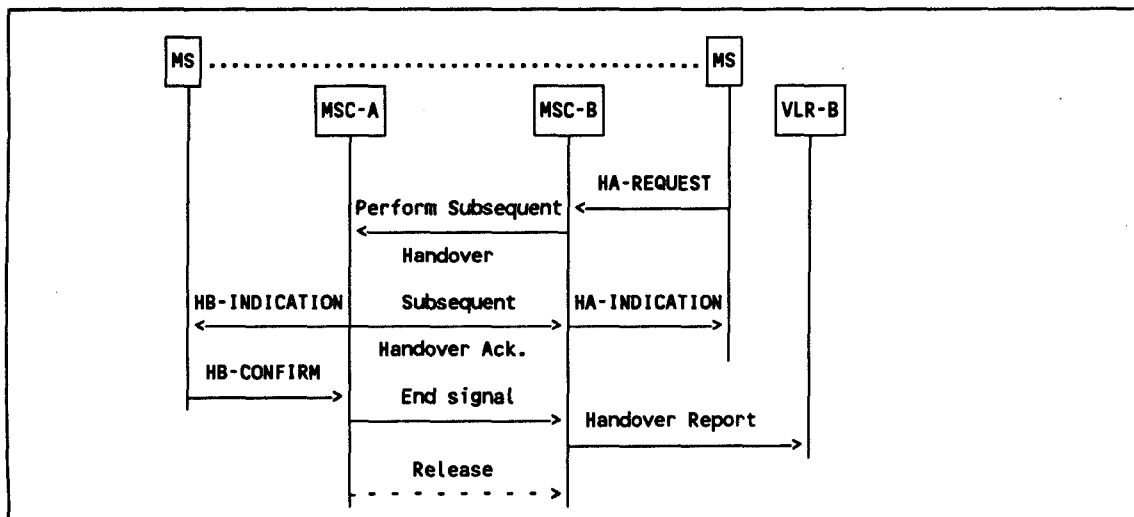 MS
MS
MSC-A
MSC-B
VLR-B
HA-REQUEST
Perform Subsequent
Handover
HB-INDICATION
Subsequent
HA-INDICATION
Handover Ack.
HB-CONFIRM
End signal
Handover Report
Release